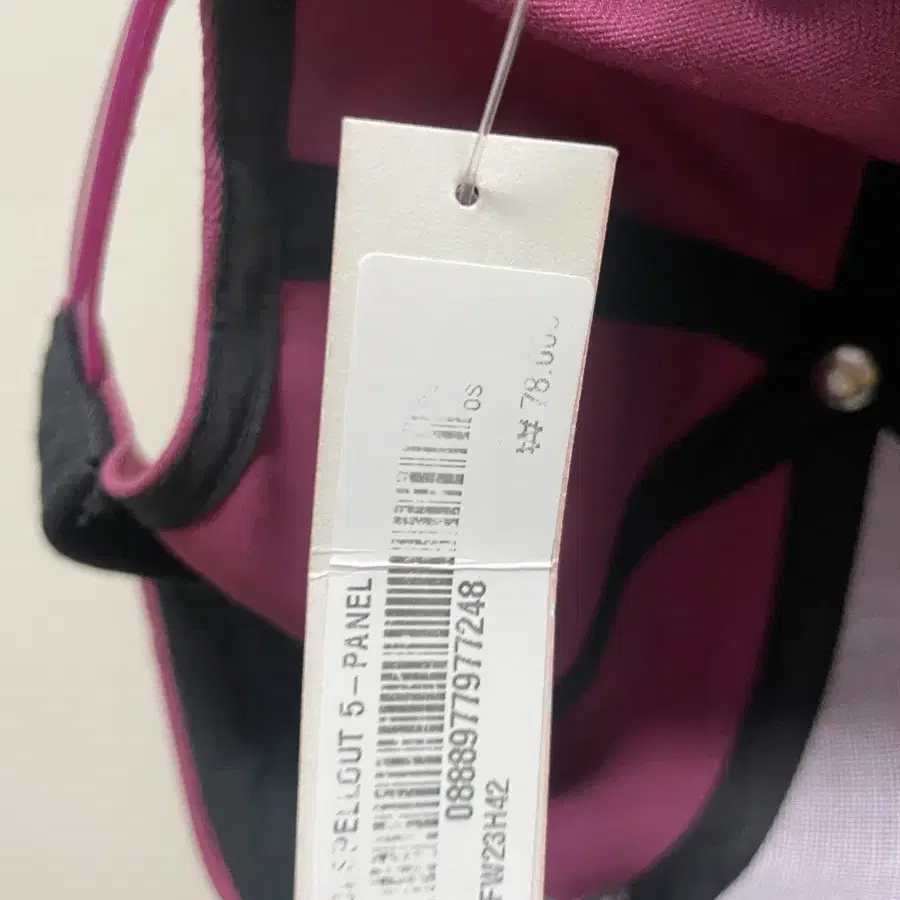 SPELLOUT 5-PANEL
OS
0888977977248
FW23H42
₩ 78.000